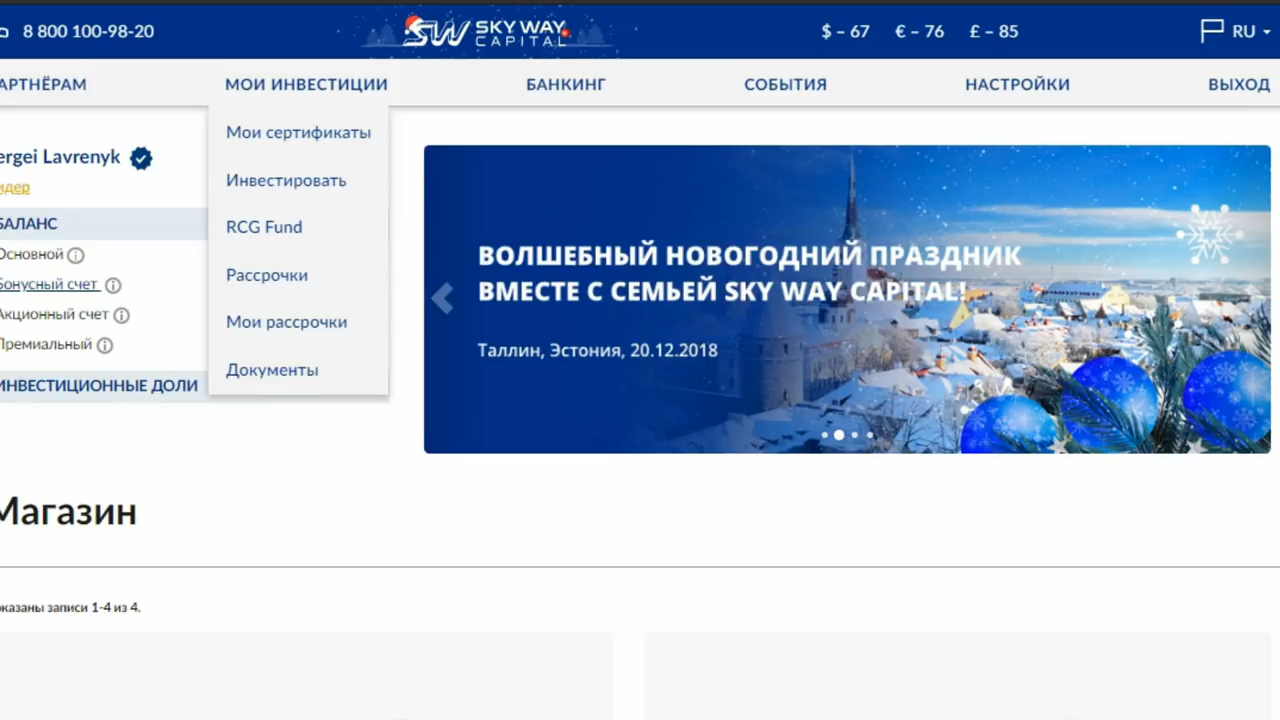 8 800 100-98-20
SW SKY WAY CAPITAL
$ – 67 € – 76 £ – 85
RU
АРТНЁРАМ МОИ ИНВЕСТИЦИИ БАНКИНГ СОБЫТИЯ НАСТРОЙКИ ВЫХОД
Мои сертификаты
Инвестировать
RCG Fund
Рассрочки
Мои рассрочки
Документы
ergei Lavrenyk
идер
БАЛАНС
Основной
Бонусный счет
Акционный счет
Премиальный
ИНВЕСТИЦИОННЫЕ ДОЛИ
ВОЛШЕБНЫЙ НОВОГОДНИЙ ПРАЗДНИК
ВМЕСТЕ С СЕМЬЕЙ SKY WAY CAPITAL!
Таллин, Эстония, 20.12.2018
Магазин
оказаны записи 1-4 из 4.